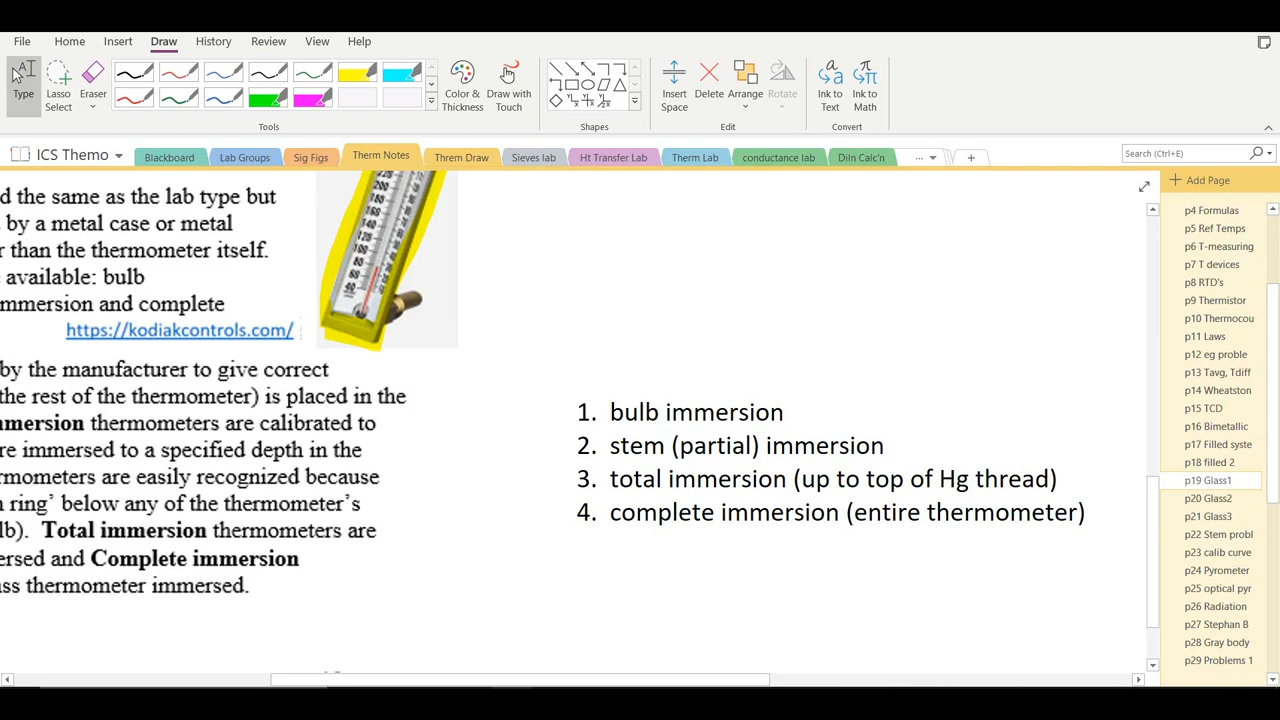 File Home Insert Draw History Review View Help
Type
Lasso Select
Eraser
Color & Thickness
Draw with Touch
Insert Space
Delete
Arrange
Rotate
Ink to Text
Ink to Math
Tools
Shapes
Edit
Convert
ICS Themo
Blackboard
Lab Groups
Sig Figs
Therm Notes
Threm Draw
Sieves lab
Ht Transfer Lab
Therm Lab
conductance lab
Diln Calc'n
...
Search (Ctrl+E)
Add Page
d the same as the lab type but
by a metal case or metal
r than the thermometer itself.
available: bulb
immersion and complete
https://kodiakcontrols.com/
by the manufacturer to give correct
the rest of the thermometer) is placed in the
mmersion thermometers are calibrated to
re immersed to a specified depth in the
rmometers are easily recognized because
n ring' below any of the thermometer's
lb). Total immersion thermometers are
ersed and Complete immersion
ass thermometer immersed.
1. bulb immersion
2. stem (partial) immersion
3. total immersion (up to top of Hg thread)
4. complete immersion (entire thermometer)
p4 Formulas
p5 Ref Temps
p6 T-measuring
p7 T devices
p8 RTD's
p9 Thermistor
p10 Thermocou
p11 Laws
p12 eg proble
p13 Tavg, Tdiff
p14 Wheatston
p15 TCD
p16 Bimetallic
p17 Filled syste
p18 filled 2
p19 Glass1
p20 Glass2
p21 Glass3
p22 Stem probl
p23 calib curve
p24 Pyrometer
p25 optical pyr
p26 Radiation
p27 Stephan B
p28 Gray body
p29 Problems 1